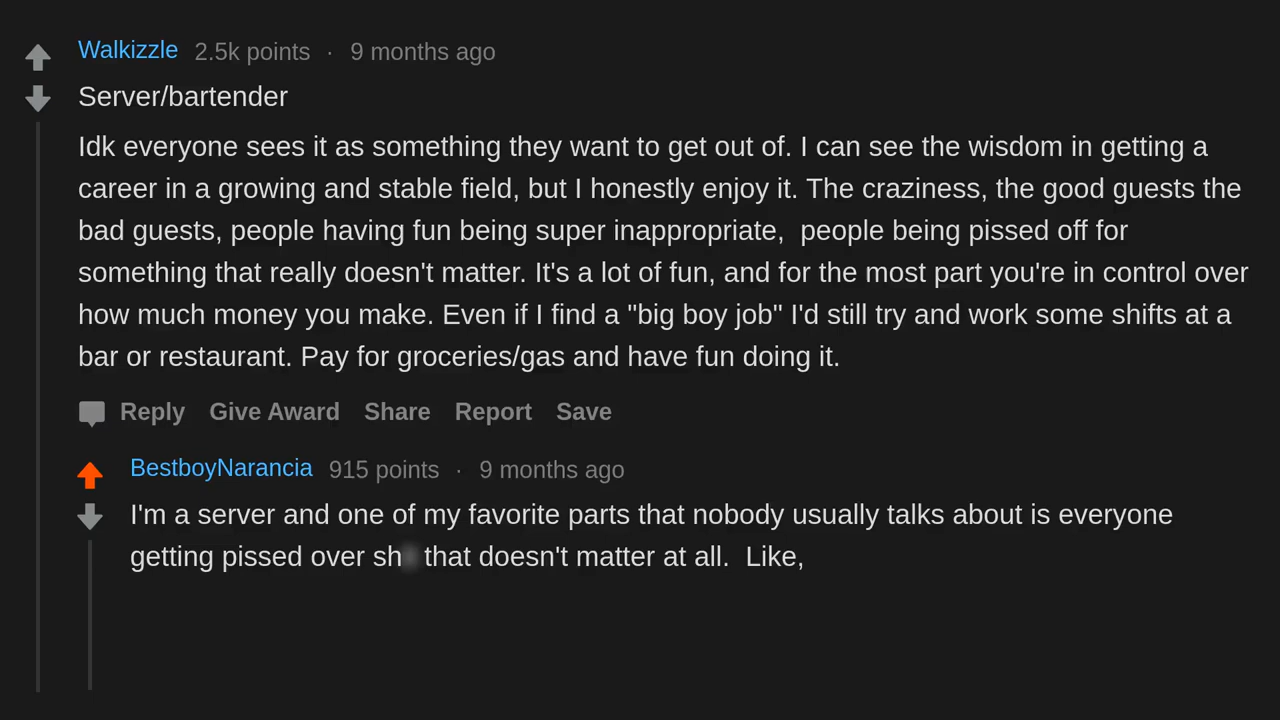 Walkizzle 2.5k points · 9 months ago
Server/bartender
Idk everyone sees it as something they want to get out of. I can see the wisdom in getting a
career in a growing and stable field, but I honestly enjoy it. The craziness, the good guests the
bad guests, people having fun being super inappropriate,  people being pissed off for
something that really doesn't matter. It's a lot of fun, and for the most part you're in control over
how much money you make. Even if I find a "big boy job" I'd still try and work some shifts at a
bar or restaurant. Pay for groceries/gas and have fun doing it.
Reply Give Award Share Report Save
BestboyNarancia 915 points · 9 months ago
I'm a server and one of my favorite parts that nobody usually talks about is everyone
getting pissed over that doesn't matter at all.  Like,